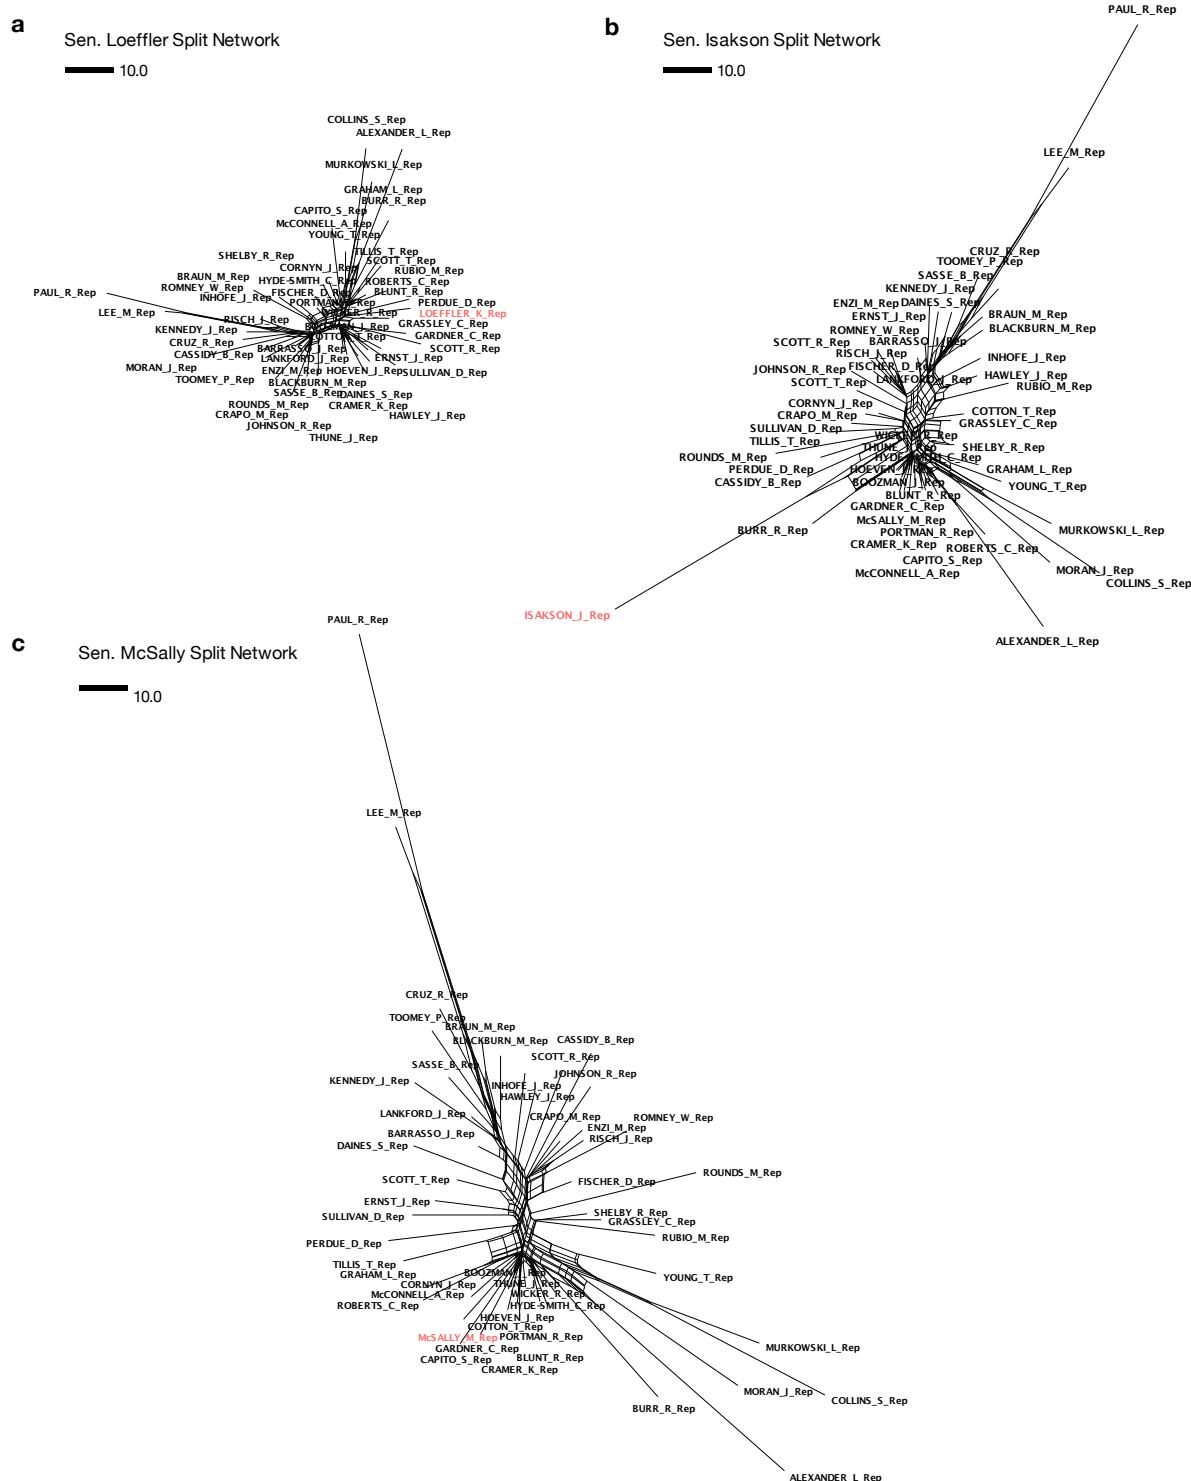 a
Sen. Loeffler Split Network
10.0
COLLINS_S_Rep
ALEXANDER_L_Rep
MURKOWSKI_L_Rep
GRAHAM_L_Rep
BURR_R_Rep
CAPITO_S_Rep
McCONNELL_A_Rep
YOUNG_T_Rep
TILLIS_T_Rep
SHELBY_R_Rep
SCOTT_T_Rep
CORNYN_J_Rep
RUBIO_M_Rep
BRAUN_M_Rep
HYDE-SMITH_C_Rep
ROBERTS_C_Rep
ROMNEY_W_Rep
FISCHER_D_Rep
BLUNT_R_Rep
PAUL_R_Rep
INHOFE_J_Rep
PERDUE_D_Rep
LEE_M_Rep
LOEFFLER_K_Rep
RISCH_J_Rep
GRASSLEY_C_Rep
KENNEDY_J_Rep
GARDNER_C_Rep
CRUZ_R_Rep
BARRASSO_J_Rep
SCOTT_R_Rep
CASSIDY_B_Rep
LANKFORD_J_Rep
ERNST_J_Rep
MORAN_J_Rep
ENZI_M_Rep
HOEVEN_J_Rep
SULLIVAN_D_Rep
TOOMEY_P_Rep
BLACKBURN_M_Rep
SASSE_B_Rep
DAINES_S_Rep
ROUNDS_M_Rep
CRAMER_K_Rep
CRAPO_M_Rep
HAWLEY_J_Rep
JOHNSON_R_Rep
THUNE_J_Rep
b
Sen. Isakson Split Network
10.0
PAUL_R_Rep
LEE_M_Rep
CRUZ_R_Rep
TOOMEY_P_Rep
SASSE_B_Rep
KENNEDY_J_Rep
ENZI_M_Rep
DAINES_S_Rep
ERNST_J_Rep
BRAUN_M_Rep
ROMNEY_W_Rep
BLACKBURN_M_Rep
SCOTT_R_Rep
BARRASSO_J_Rep
RISCH_J_Rep
INHOFE_J_Rep
JOHNSON_R_Rep
FISCHER_D_Rep
HAWLEY_J_Rep
SCOTT_T_Rep
LANKFORD_J_Rep
RUBIO_M_Rep
CORNYN_J_Rep
COTTON_T_Rep
CRAPO_M_Rep
GRASSLEY_C_Rep
SULLIVAN_D_Rep
WICKER_R_Rep
TILLIS_T_Rep
SHELBY_R_Rep
ROUNDS_M_Rep
HYDE-SMITH_C_Rep
PERDUE_D_Rep
GRAHAM_L_Rep
CASSIDY_B_Rep
BOOZMAN_J_Rep
YOUNG_T_Rep
BLUNT_R_Rep
GARDNER_C_Rep
McSALLY_M_Rep
BURR_R_Rep
PORTMAN_R_Rep
MURKOWSKI_L_Rep
CRAMER_K_Rep
ROBERTS_C_Rep
CAPITO_S_Rep
McCONNELL_A_Rep
MORAN_J_Rep
COLLINS_S_Rep
ISAKSON_J_Rep
ALEXANDER_L_Rep
c
Sen. McSally Split Network
10.0
PAUL_R_Rep
LEE_M_Rep
CRUZ_R_Rep
TOOMEY_P_Rep
BRAUN_M_Rep
BLACKBURN_M_Rep
CASSIDY_B_Rep
SCOTT_R_Rep
SASSE_B_Rep
JOHNSON_R_Rep
KENNEDY_J_Rep
INHOFE_J_Rep
HAWLEY_J_Rep
LANKFORD_J_Rep
CRAPO_M_Rep
ROMNEY_W_Rep
ENZI_M_Rep
BARRASSO_J_Rep
RISCH_J_Rep
DAINES_S_Rep
ROUNDS_M_Rep
SCOTT_T_Rep
FISCHER_D_Rep
ERNST_J_Rep
SHELBY_R_Rep
SULLIVAN_D_Rep
GRASSLEY_C_Rep
RUBIO_M_Rep
PERDUE_D_Rep
TILLIS_T_Rep
GRAHAM_L_Rep
YOUNG_T_Rep
CORNYN_J_Rep
THUNE_J_Rep
McCONNELL_A_Rep
WICKER_R_Rep
ROBERTS_C_Rep
HYDE-SMITH_C_Rep
HOEVEN_J_Rep
COTTON_T_Rep
McSALLY_M_Rep
PORTMAN_R_Rep
GARDNER_C_Rep
MURKOWSKI_L_Rep
CAPITO_S_Rep
BLUNT_R_Rep
CRAMER_K_Rep
MORAN_J_Rep
COLLINS_S_Rep
BURR_R_Rep
ALEXANDER_L_Rep